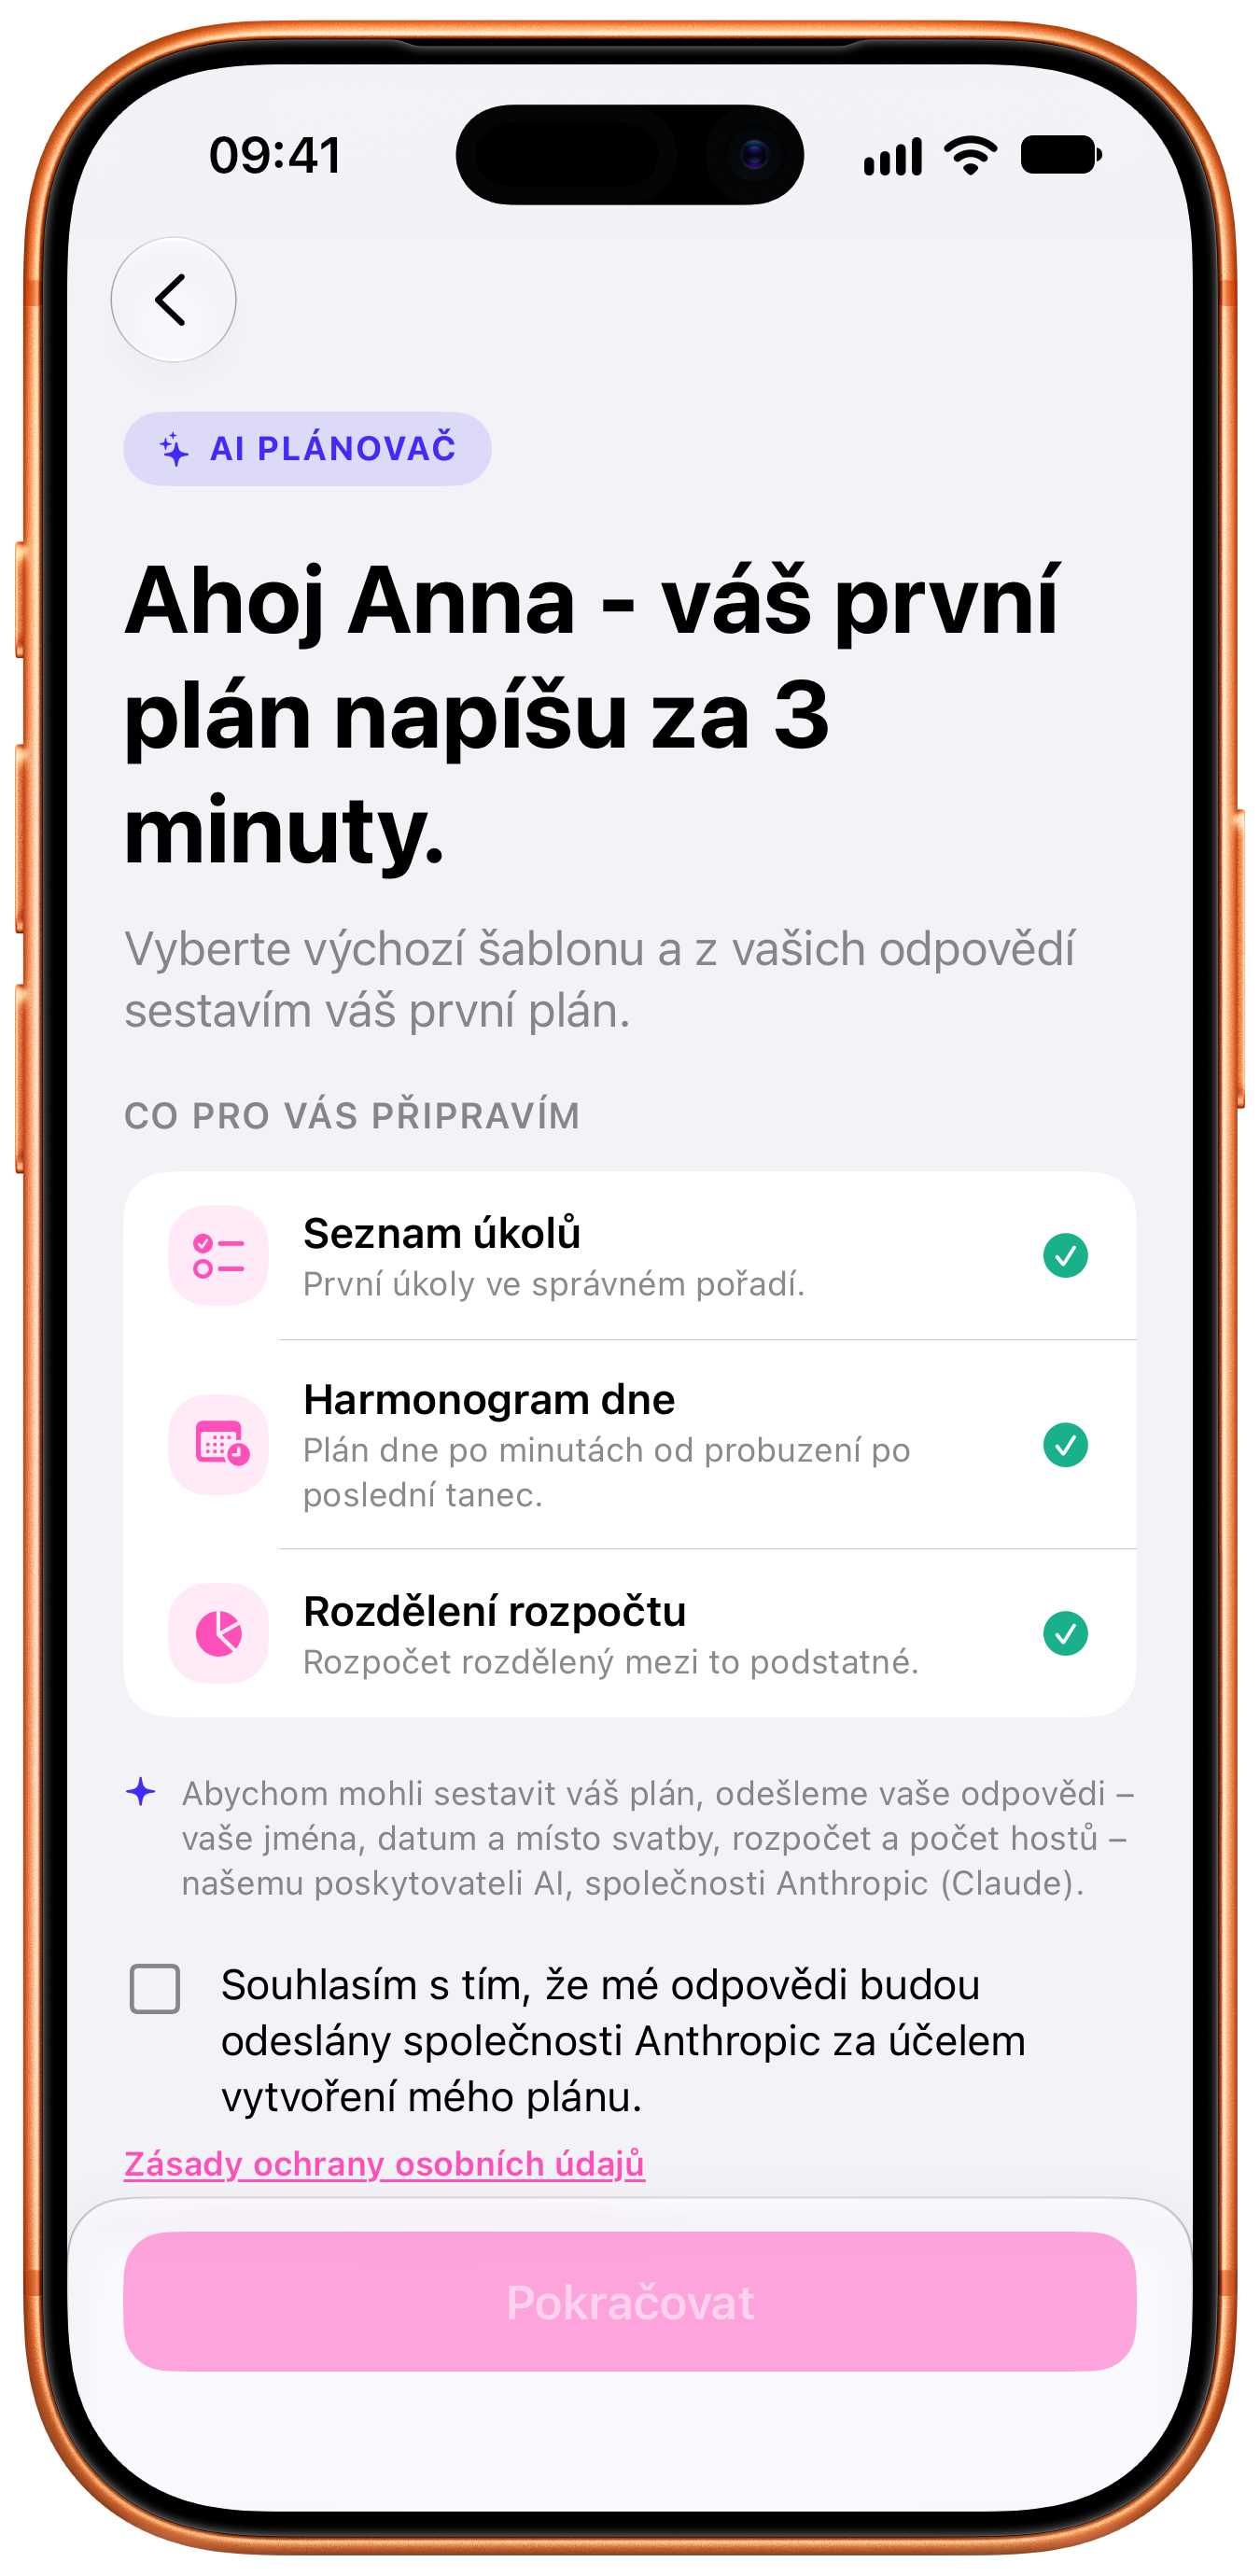 09:41
AI PLÁNOVAČ
Ahoj Anna - váš první
plán napíšu za 3
minuty.
Vyberte výchozí šablonu a z vašich odpovědí
sestavím váš první plán.
CO PRO VÁS PŘIPRAVÍM
Seznam úkolů
První úkoly ve správném pořadí.
Harmonogram dne
Plán dne po minutách od probuzení po
poslední tanec.
Rozdělení rozpočtu
Rozpočet rozdělený mezi to podstatné.
Abychom mohli sestavit váš plán, odešleme vaše odpovědi –
vaše jména, datum a místo svatby, rozpočet a počet hostů –
našemu poskytovateli AI, společnosti Anthropic (Claude).
Souhlasím s tím, že mé odpovědi budou
odeslány společnosti Anthropic za účelem
vytvoření mého plánu.
Zásady ochrany osobních údajů
Pokračovat